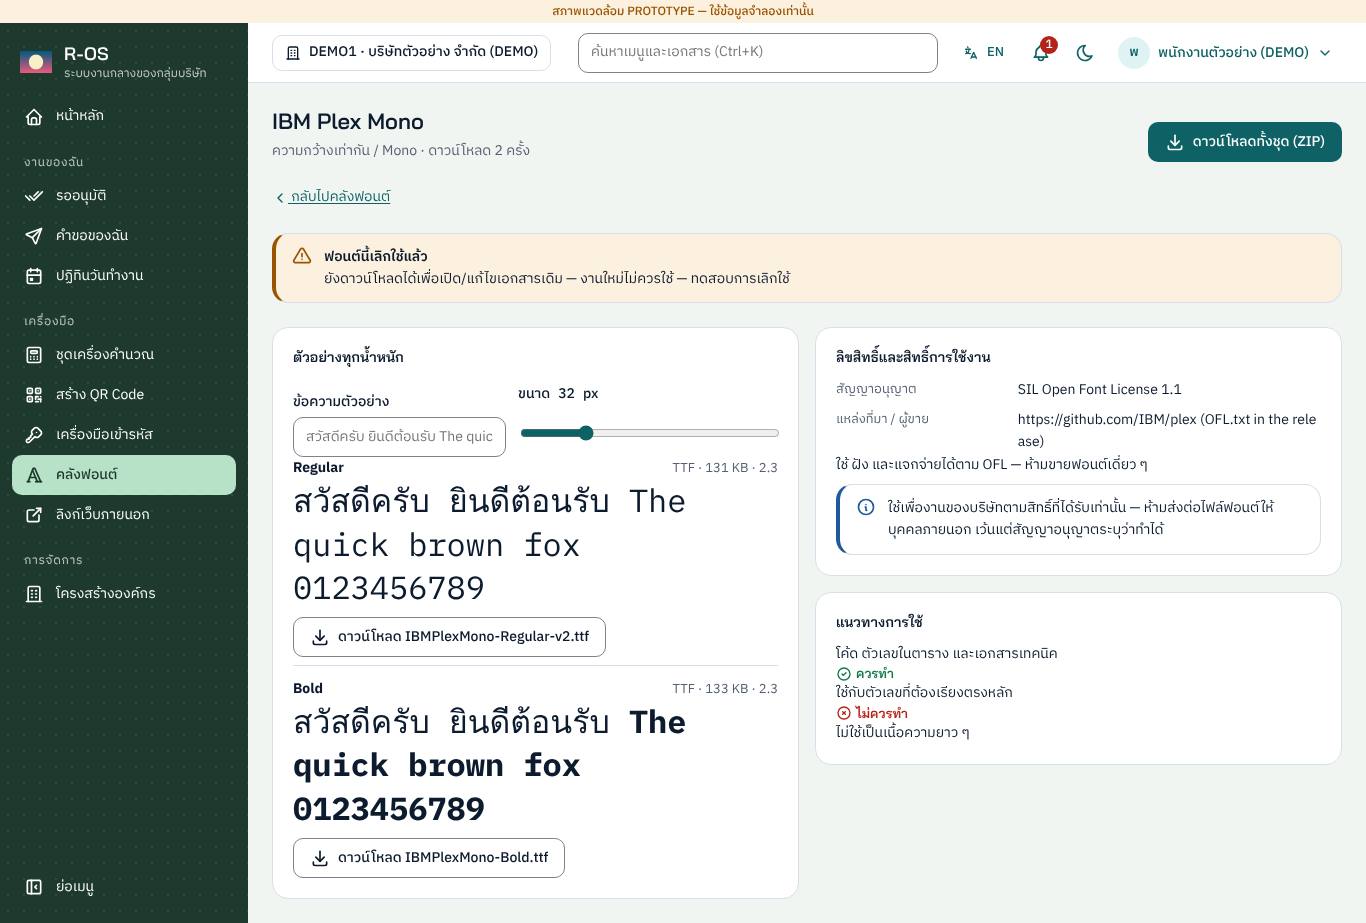 สภาพแวดล้อม PROTOTYPE — ใช้ข้อมูลจำลองเท่านั้น
R-OS
ระบบงานกลางของกลุ่มบริษัท
หน้าหลัก
งานของฉัน
รออนุมัติ
คำขอของฉัน
ปฏิทินวันทำงาน
เครื่องมือ
ชุดเครื่องคำนวณ
สร้าง QR Code
เครื่องมือเข้ารหัส
คลังฟอนต์
ลิงก์เว็บภายนอก
การจัดการ
โครงสร้างองค์กร
ย่อเมนู
DEMO1 · บริษัทตัวอย่าง จำกัด (DEMO)
ค้นหาเมนูและเอกสาร (Ctrl+K)
EN
1
พ
พนักงานตัวอย่าง (DEMO)
IBM Plex Mono
ความกว้างเท่ากัน / Mono · ดาวน์โหลด 2 ครั้ง
ดาวน์โหลดทั้งชุด (ZIP)
กลับไปคลังฟอนต์
ฟอนต์นี้เลิกใช้แล้ว
ยังดาวน์โหลดได้เพื่อเปิด/แก้ไขเอกสารเดิม — งานใหม่ไม่ควรใช้ — ทดสอบการเลิกใช้
ตัวอย่างทุกน้ำหนัก
ข้อความตัวอย่าง
ขนาด 32 px
สวัสดีครับ ยินดีต้อนรับ The quic
Regular
TTF · 131 KB · 2.3
สวัสดีครับ ยินดีต้อนรับ The
quick brown fox
0123456789
ดาวน์โหลด IBMPlexMono-Regular-v2.ttf
Bold
TTF · 133 KB · 2.3
สวัสดีครับ ยินดีต้อนรับ The
quick brown fox
0123456789
ดาวน์โหลด IBMPlexMono-Bold.ttf
ลิขสิทธิ์และสิทธิ์การใช้งาน
สัญญาอนุญาต
SIL Open Font License 1.1
แหล่งที่มา / ผู้ขาย
https://github.com/IBM/plex (OFL.txt in the rele
ase)
ใช้ ฝัง และแจกจ่ายได้ตาม OFL — ห้ามขายฟอนต์เดี่ยว ๆ
ใช้เพื่องานของบริษัทตามสิทธิ์ที่ได้รับเท่านั้น — ห้ามส่งต่อไฟล์ฟอนต์ให้
บุคคลภายนอก เว้นแต่สัญญาอนุญาตระบุว่าทำได้
แนวทางการใช้
โค้ด ตัวเลขในตาราง และเอกสารเทคนิค
ควรทำ
ใช้กับตัวเลขที่ต้องเรียงตรงหลัก
ไม่ควรทำ
ไม่ใช้เป็นเนื้อความยาว ๆ